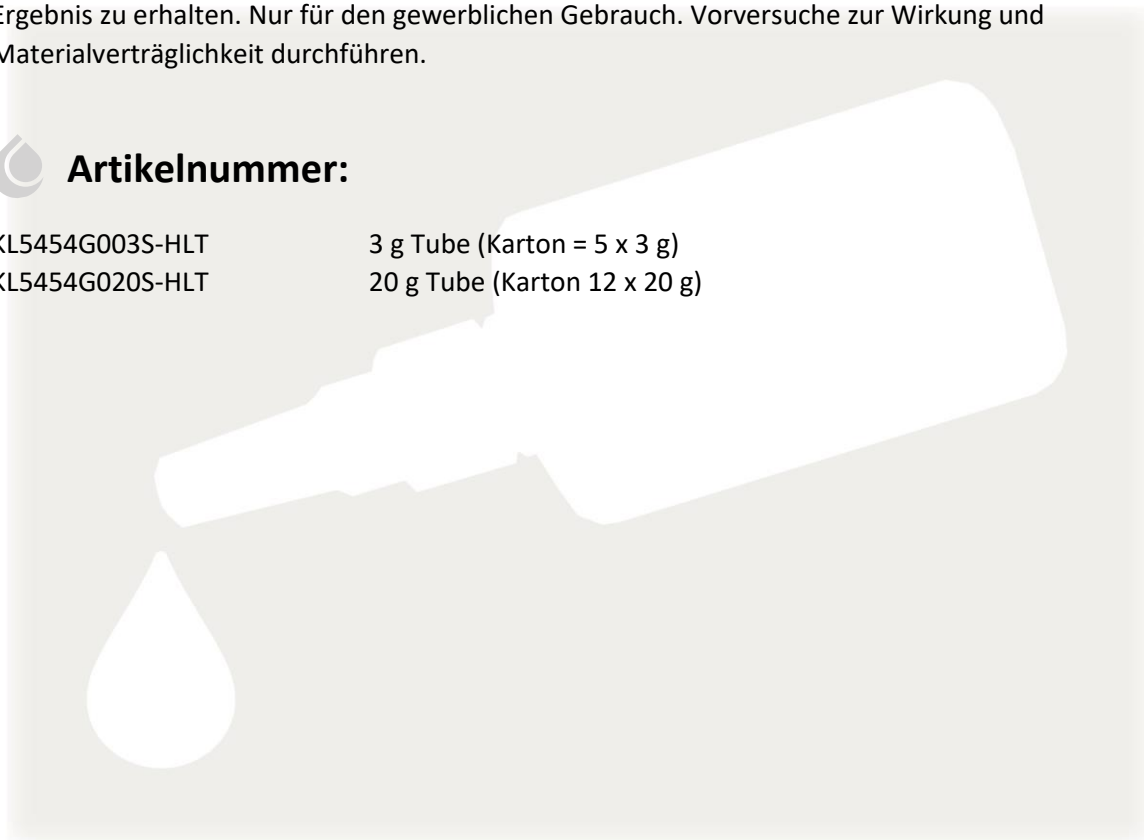 Ergebnis zu erhalten. Nur für den gewerblichen Gebrauch. Vorversuche zur Wirkung und
Materialverträglichkeit durchführen.
Artikelnummer:
KL5454G003S-HLT 3 g Tube (Karton = 5 x 3 g)
KL5454G020S-HLT 20 g Tube (Karton 12 x 20 g)